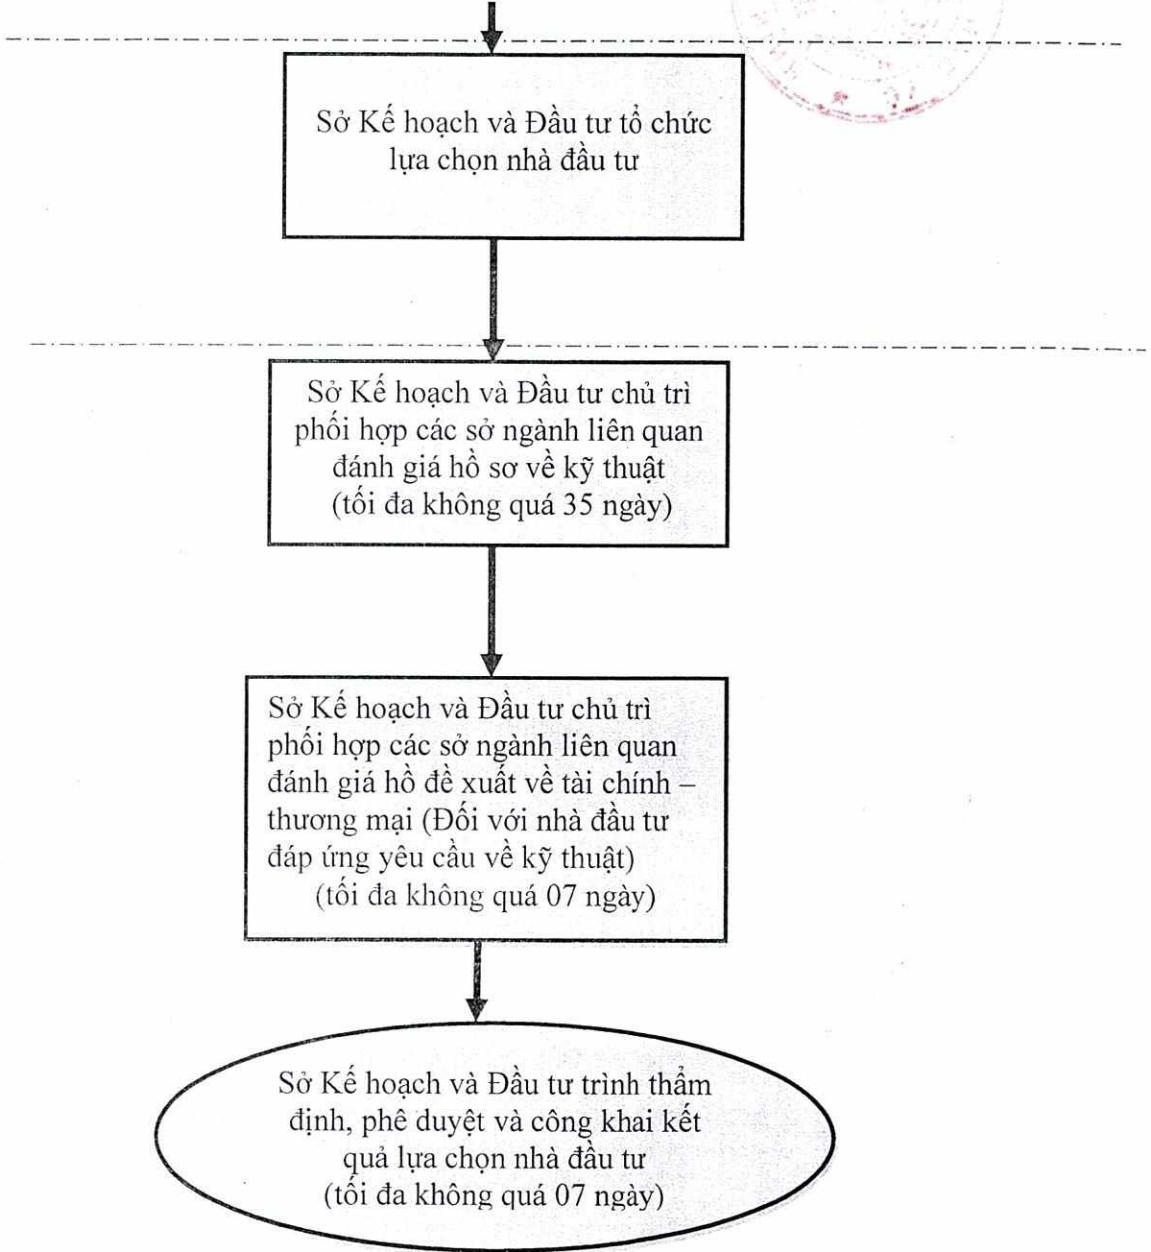 Sở Kế hoạch và Đầu tư tổ chức
lựa chọn nhà đầu tư
Sở Kế hoạch và Đầu tư chủ trì
phối hợp các sở ngành liên quan
đánh giá hồ sơ về kỹ thuật
(tối đa không quá 35 ngày)
Sở Kế hoạch và Đầu tư chủ trì
phối hợp các sở ngành liên quan
đánh giá hồ đề xuất về tài chính –
thương mại (Đối với nhà đầu tư
đáp ứng yêu cầu về kỹ thuật)
(tối đa không quá 07 ngày)
Sở Kế hoạch và Đầu tư trình thẩm
định, phê duyệt và công khai kết
quả lựa chọn nhà đầu tư
(tối đa không quá 07 ngày)